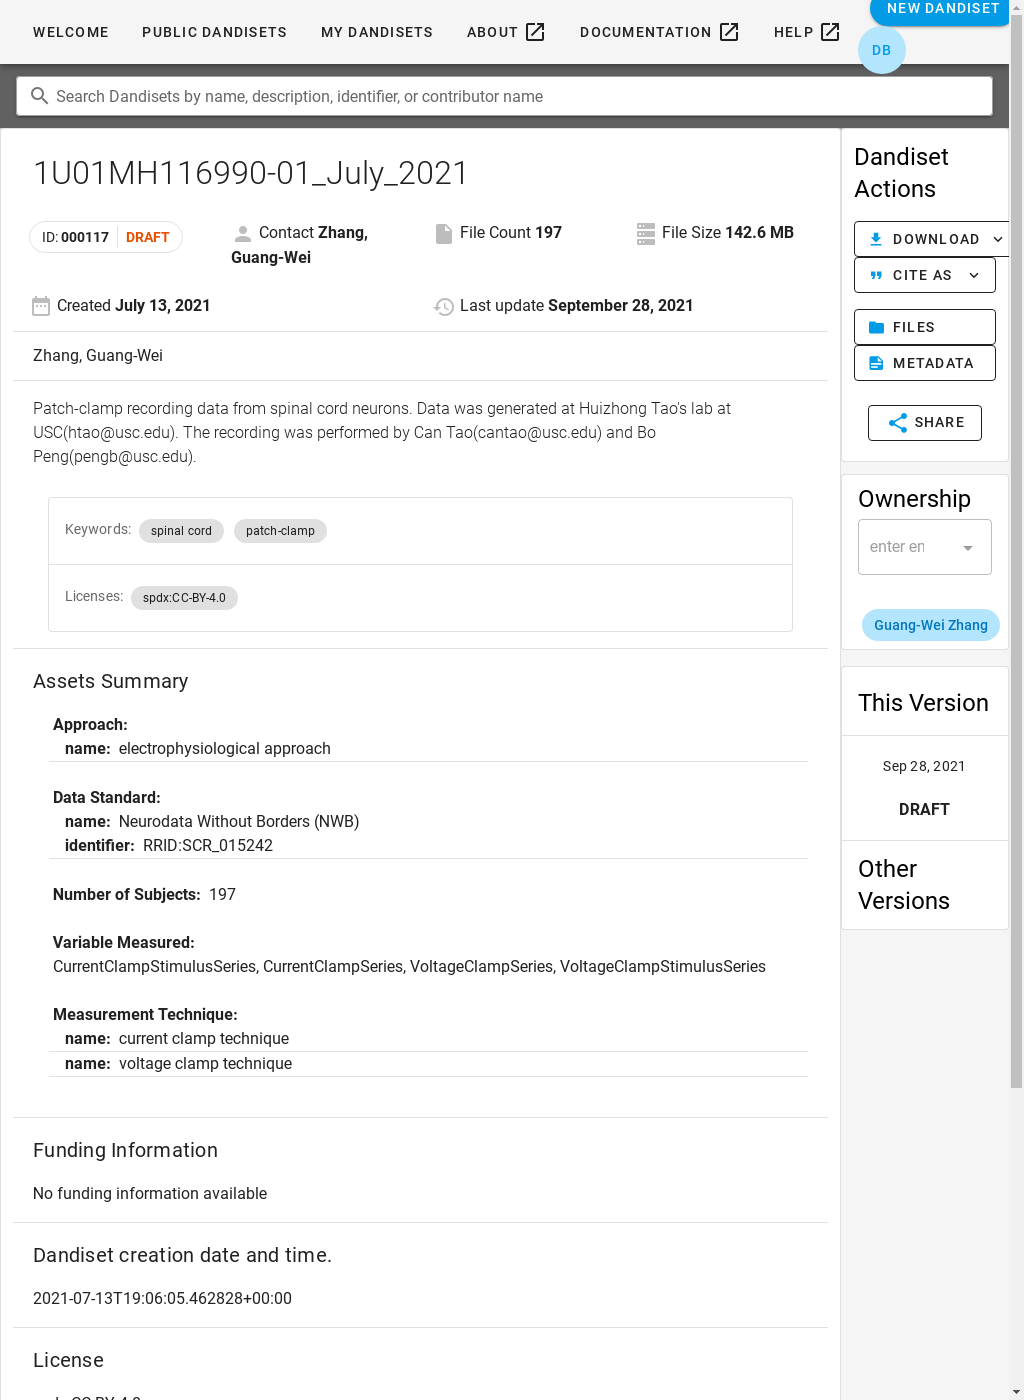 WELCOME PUBLIC DANDISETS MY DANDISETS ABOUT DOCUMENTATION HELP NEW DANDISET
DB
Search Dandisets by name, description, identifier, or contributor name
1U01MH116990-01_July_2021
ID: 000117 DRAFT
Contact Zhang,
Guang-Wei
File Count 197
File Size 142.6 MB
Created July 13, 2021
Last update September 28, 2021
Zhang, Guang-Wei
Patch-clamp recording data from spinal cord neurons. Data was generated at Huizhong Tao's lab at
USC(htao@usc.edu). The recording was performed by Can Tao(cantao@usc.edu) and Bo
Peng(pengb@usc.edu).
Keywords: spinal cord patch-clamp
Licenses: spdx:CC-BY-4.0
Assets Summary
Approach:
name: electrophysiological approach
Data Standard:
name: Neurodata Without Borders (NWB)
identifier: RRID:SCR_015242
Number of Subjects: 197
Variable Measured:
CurrentClampStimulusSeries, CurrentClampSeries, VoltageClampSeries, VoltageClampStimulusSeries
Measurement Technique:
name: current clamp technique
name: voltage clamp technique
Funding Information
No funding information available
Dandiset creation date and time.
2021-07-13T19:06:05.462828+00:00
License
Dandiset
Actions
DOWNLOAD
CITE AS
FILES
METADATA
SHARE
Ownership
enter en
Guang-Wei Zhang
This Version
Sep 28, 2021
DRAFT
Other
Versions